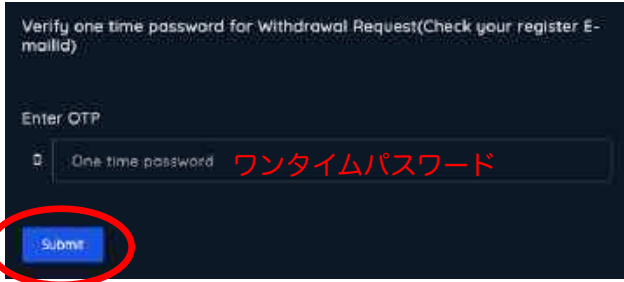 Verify one time password for Withdrawal Request(Check your register E-
mailid)
Enter OTP
One time password ワンタイムパスワード
Submit